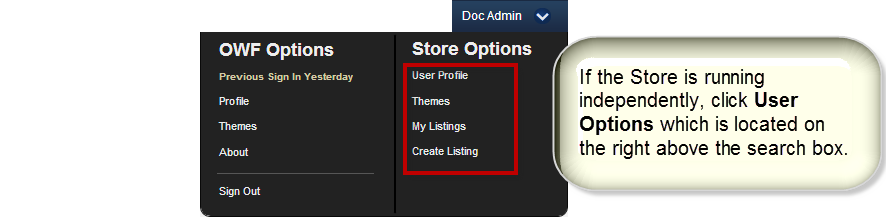 Doc Admin
OWF Options
Previous Sign In Yesterday
Profile
Themes
About
Sign Out
Store Options
User Profile
Themes
My Listings
Create Listing
If the Store is running
independently, click User
Options which is located on
the right above the search box.